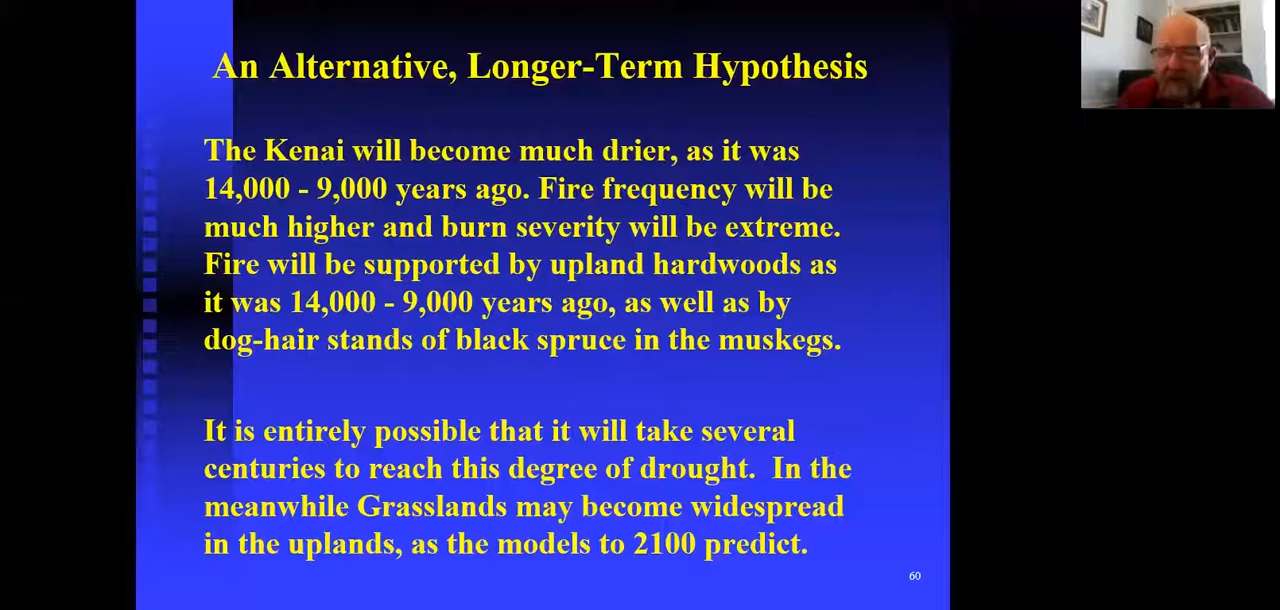 An Alternative, Longer-Term Hypothesis
The Kenai will become much drier, as it was
14,000 - 9,000 years ago. Fire frequency will be
much higher and burn severity will be extreme.
Fire will be supported by upland hardwoods as
it was 14,000 - 9,000 years ago, as well as by
dog-hair stands of black spruce in the muskegs.
It is entirely possible that it will take several
centuries to reach this degree of drought.  In the
meanwhile Grasslands may become widespread
in the uplands, as the models to 2100 predict.
60